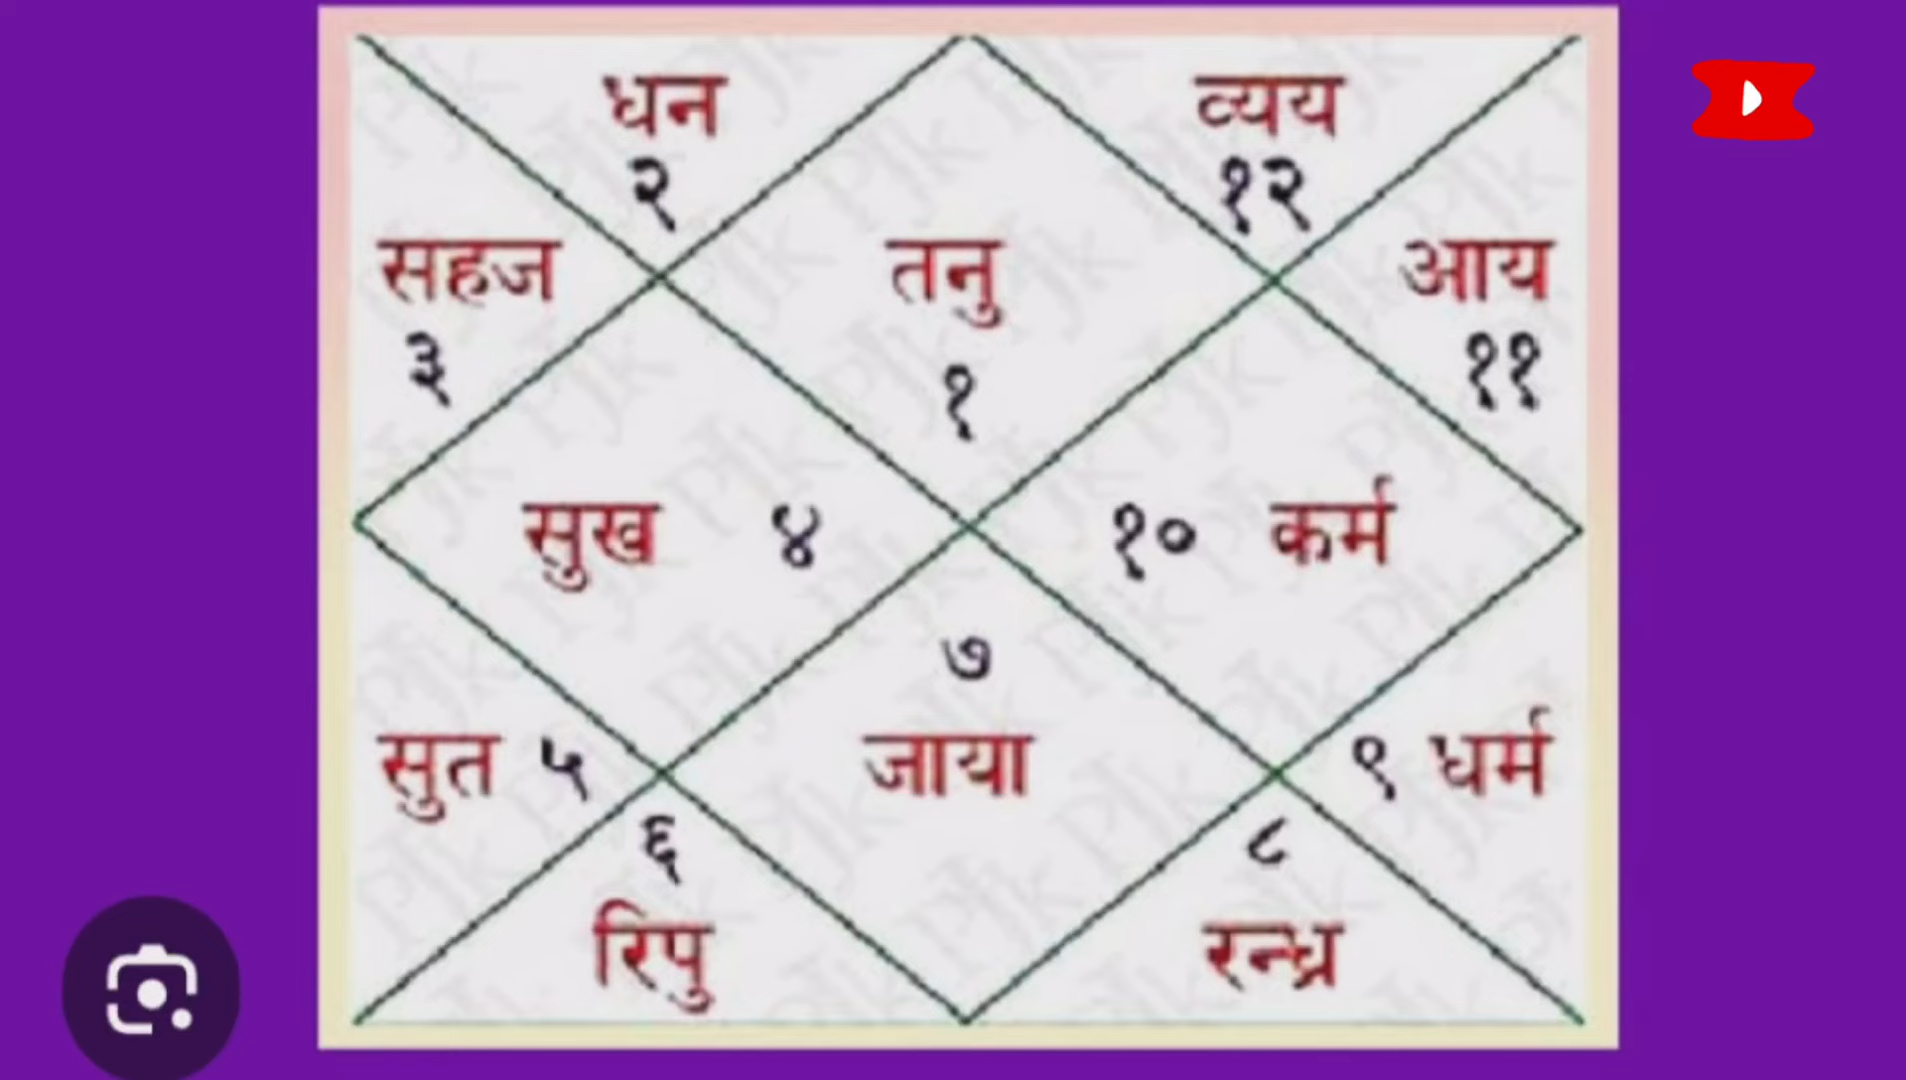 धन
२
व्यय
१२
सहज
३
तनु
१
आय
११
सुख ४
१० कर्म
७
जाया
सुत ५
९ धर्म
६
रिपु
८
रन्ध्र